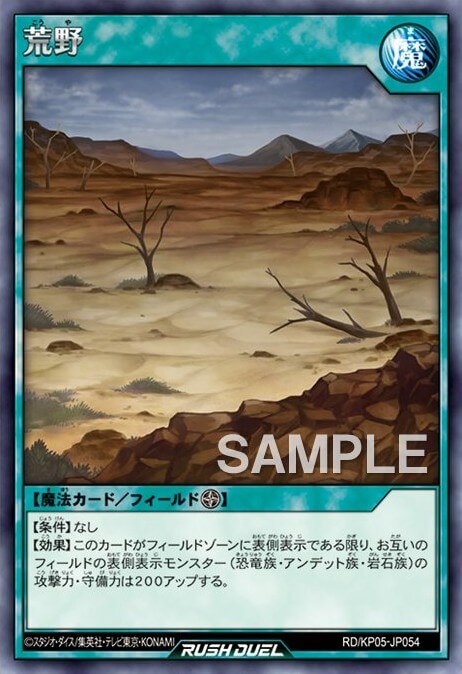 荒野
魔
SAMPLE
【魔法カード/フィールド】
【条件】なし
【効果】このカードがフィールドゾーンに表側表示である限り、お互いの
フィールドの表側表示モンスター(恐竜族・アンデット族・岩石族)の
攻撃力・守備力は200アップする。
©スタジオ・ダイス/集英社・テレビ東京・KONAMI
RUSH DUEL
RD/KP05-JP054